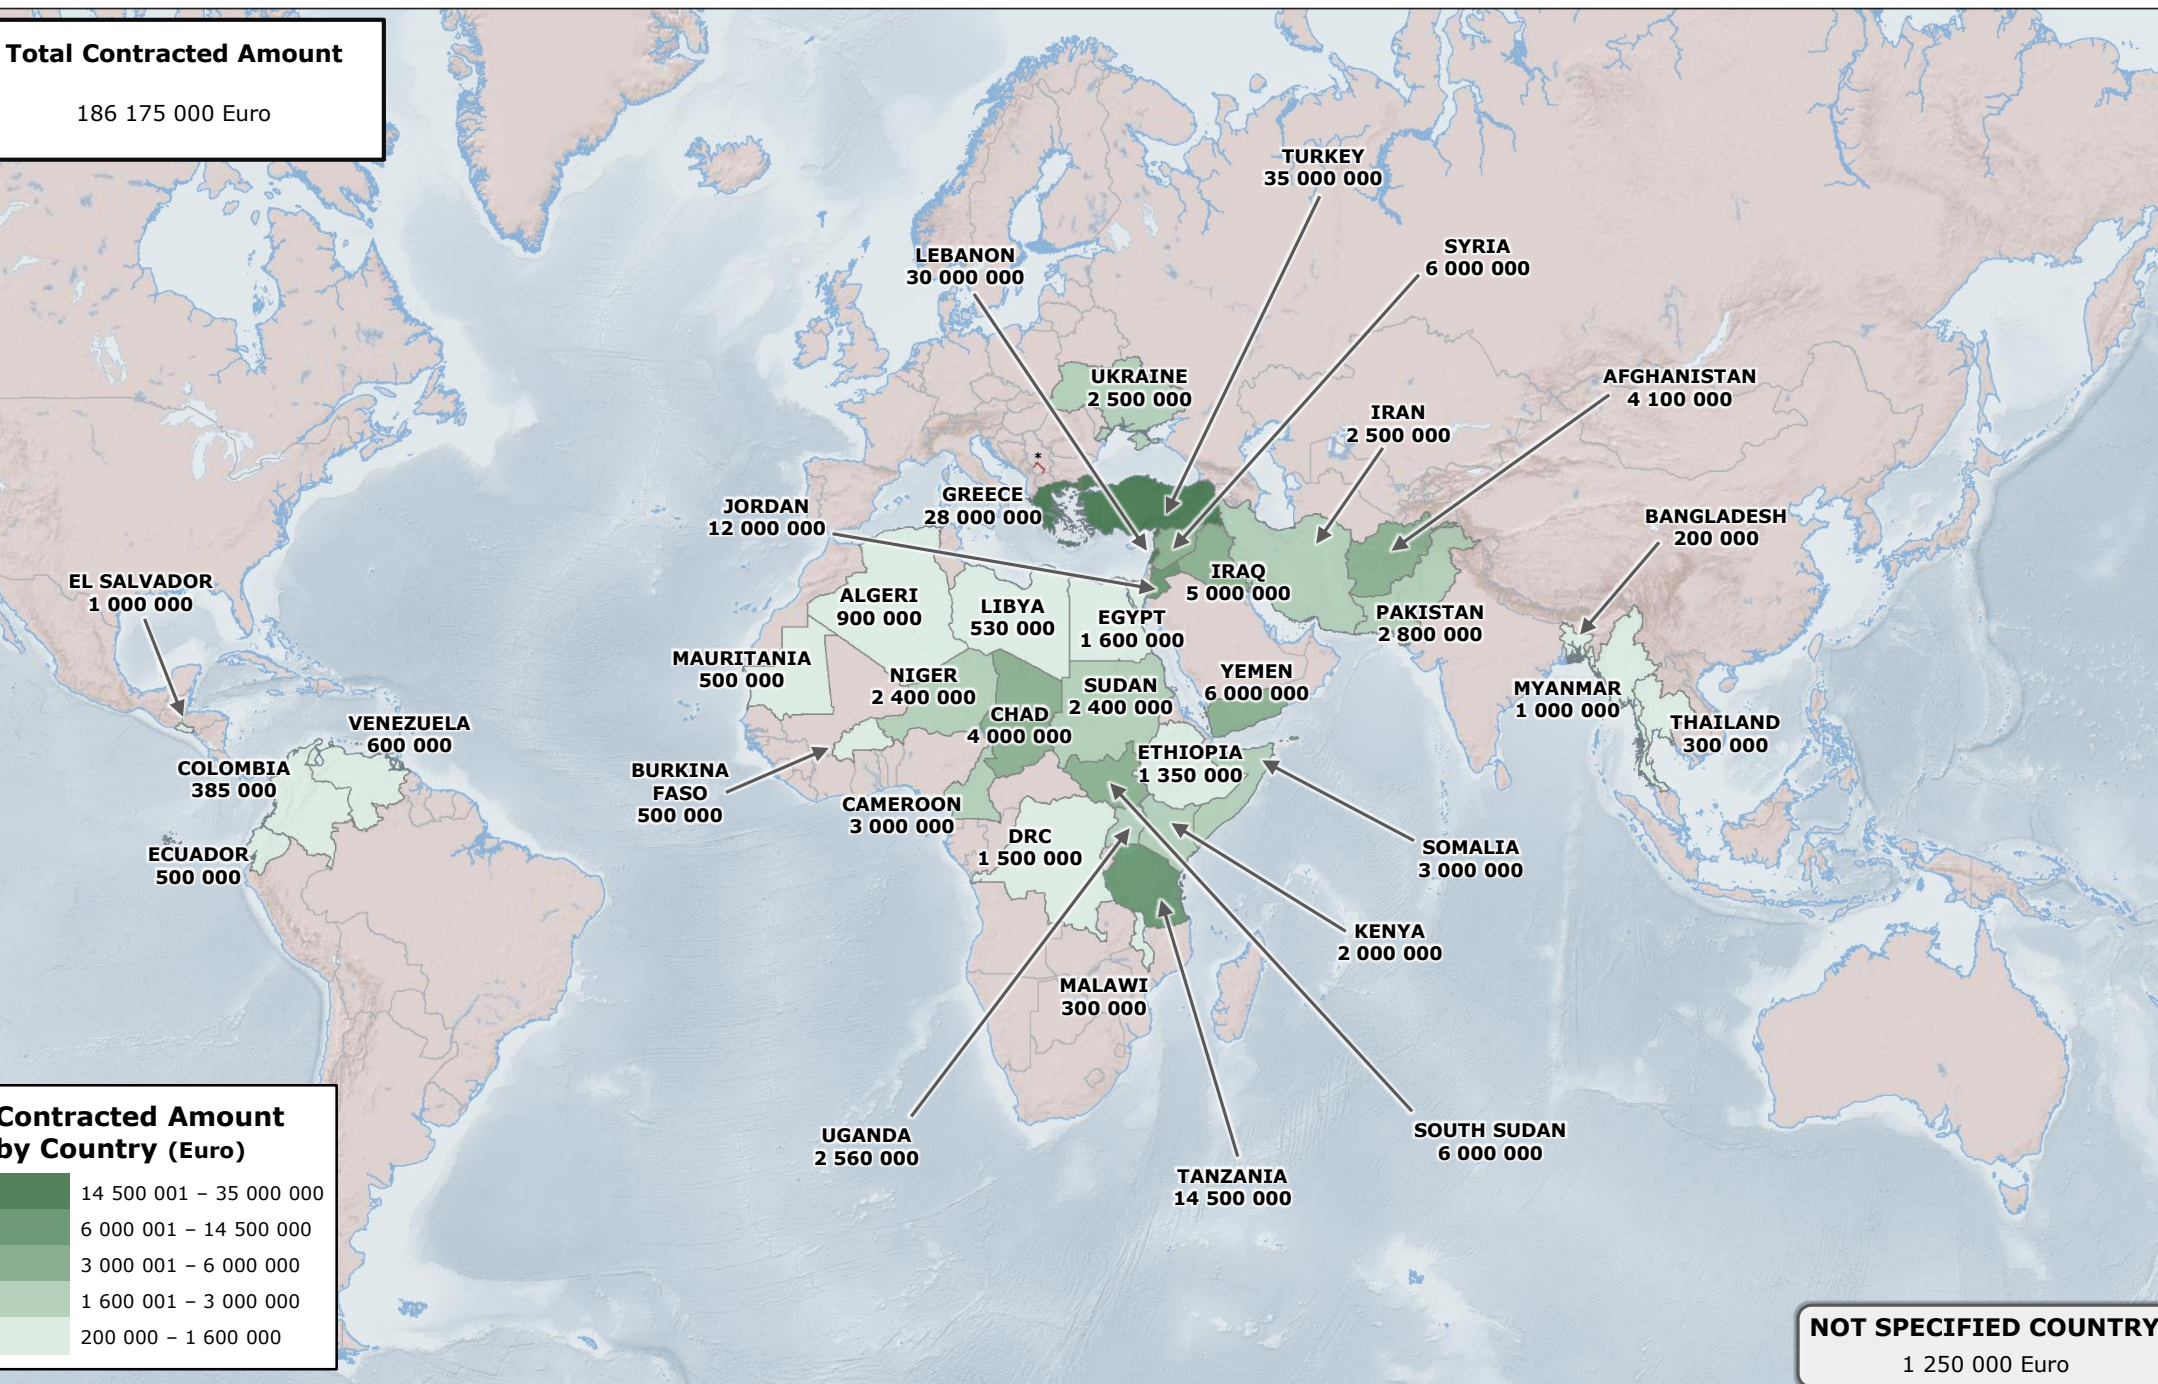 Total Contracted Amount
186 175 000 Euro
TURKEY
35 000 000
LEBANON
30 000 000
SYRIA
6 000 000
UKRAINE
2 500 000
AFGHANISTAN
4 100 000
IRAN
2 500 000
*
GREECE
28 000 000
JORDAN
12 000 000
BANGLADESH
200 000
EL SALVADOR
1 000 000
ALGERI
900 000
LIBYA
530 000
EGYPT
1 600 000
IRAQ
5 000 000
PAKISTAN
2 800 000
MAURITANIA
500 000
NIGER
2 400 000
CHAD
4 000 000
SUDAN
2 400 000
YEMEN
6 000 000
MYANMAR
1 000 000
THAILAND
300 000
VENEZUELA
600 000
COLOMBIA
385 000
ECUADOR
500 000
BURKINA
FASO
500 000
CAMEROON
3 000 000
ETHIOPIA
1 350 000
DRC
1 500 000
SOMALIA
3 000 000
KENYA
2 000 000
MALAWI
300 000
UGANDA
2 560 000
TANZANIA
14 500 000
SOUTH SUDAN
6 000 000
Contracted Amount
by Country (Euro)
14 500 001 – 35 000 000
6 000 001 – 14 500 000
3 000 001 – 6 000 000
1 600 001 – 3 000 000
200 000 – 1 600 000
NOT SPECIFIED COUNTRY
1 250 000 Euro